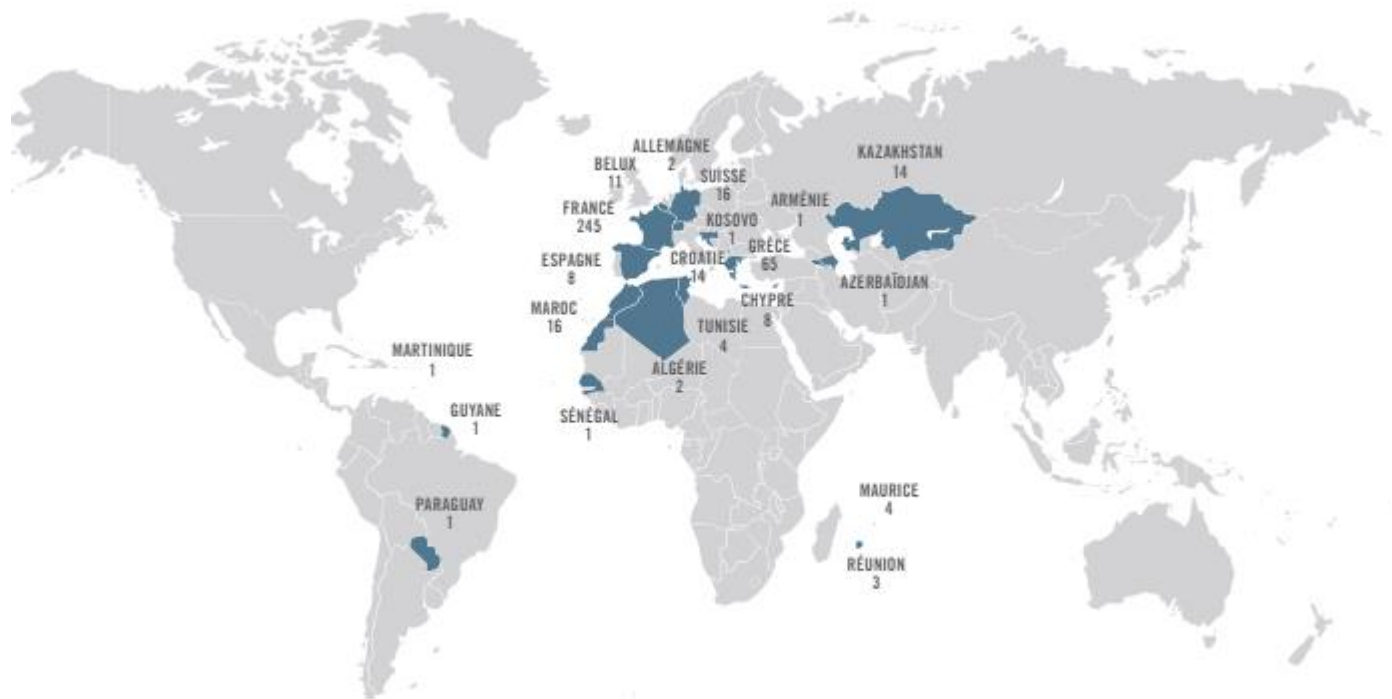 ALLEMAGNE
2
BELUX
11
SUISSE
16
KAZAKHSTAN
14
FRANCE
245
ARMÉNIE
1
KOSOVO
1
GRÈCE
65
ESPAGNE
8
CROATIE
14
AZERBAÏDJAN
1
CHYPRE
8
MAROC
16
TUNISIE
4
MARTINIQUE
1
ALGÉRIE
2
GUYANE
1
SÉNÉGAL
1
PARAGUAY
1
MAURICE
4
RÉUNION
3